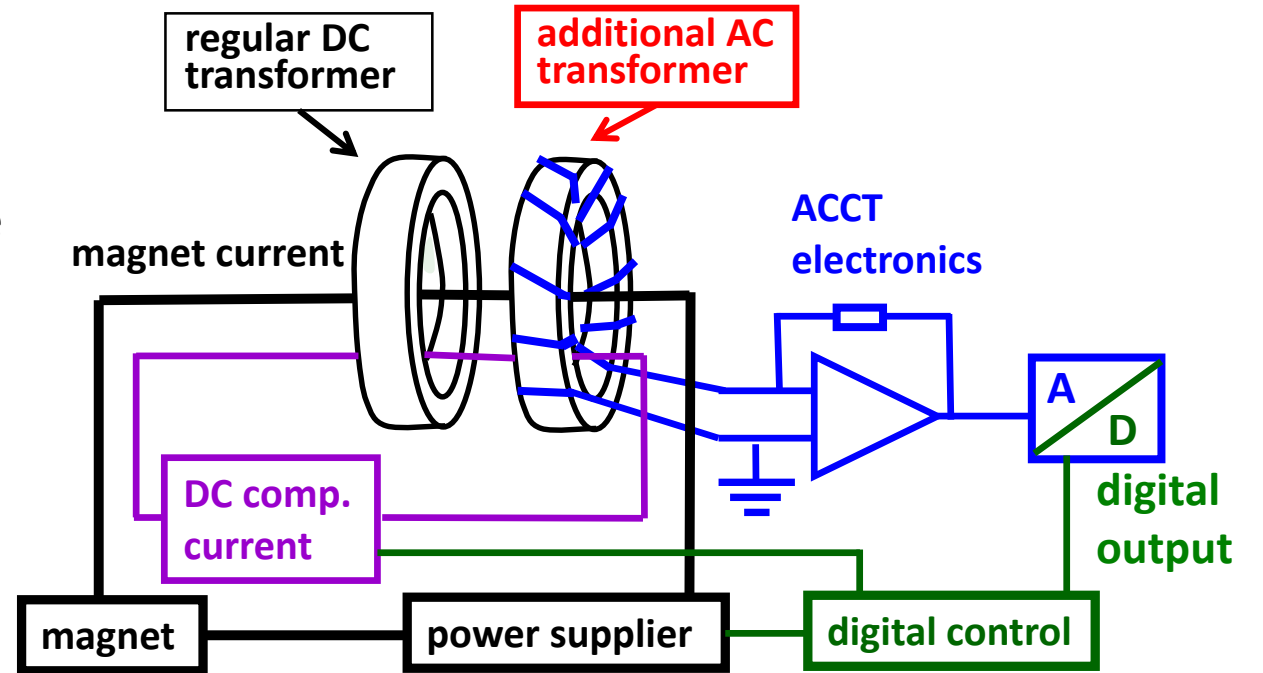 regular DC
transformer
additional AC
transformer
magnet current
ACCT
electronics
A
D
digital
output
DC comp.
current
magnet
power supplier
digital control